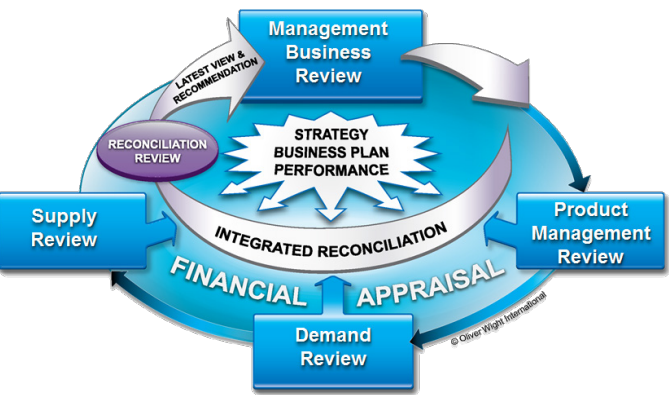 Management
Business
Review
LATEST VIEW &
RECOMMENDATION
RECONCILIATION
REVIEW
STRATEGY
BUSINESS PLAN
PERFORMANCE
Supply
Review
Product
Management
Review
INTEGRATED RECONCILIATION
FINANCIAL APPRAISAL
© Oliver Wight International
Demand
Review